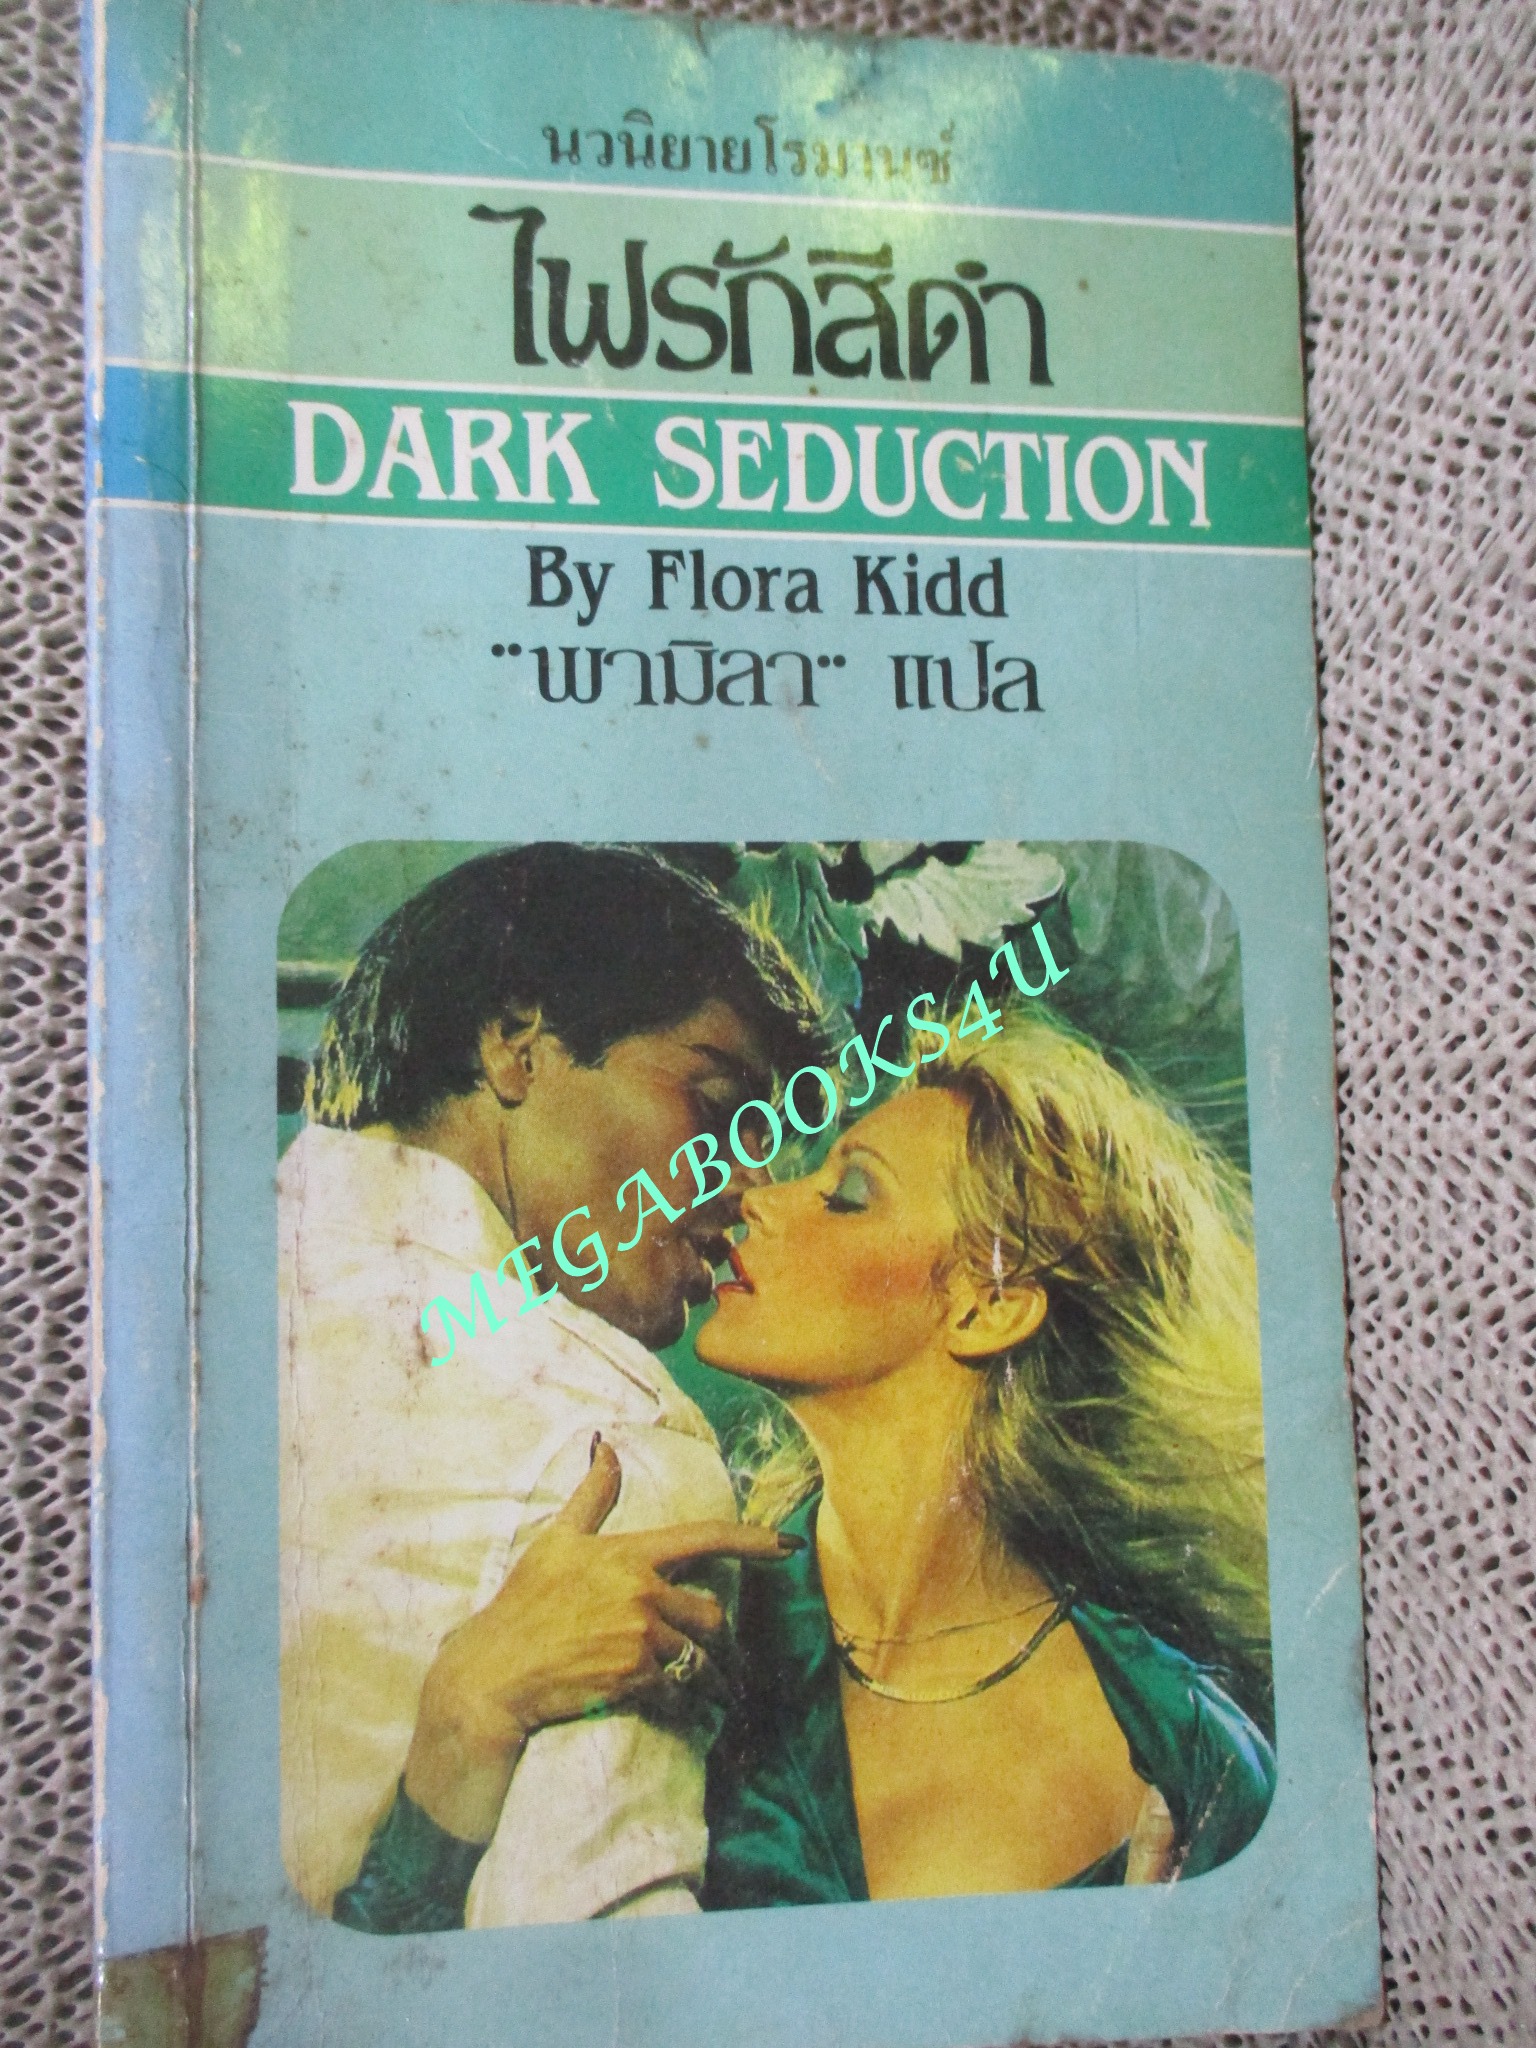 นวนิยายโรมานซ์
ไฟรักสีดำ
DARK SEDUCTION
By Flora Kidd
"พามิลา" แปล
MEGABOOKS4U